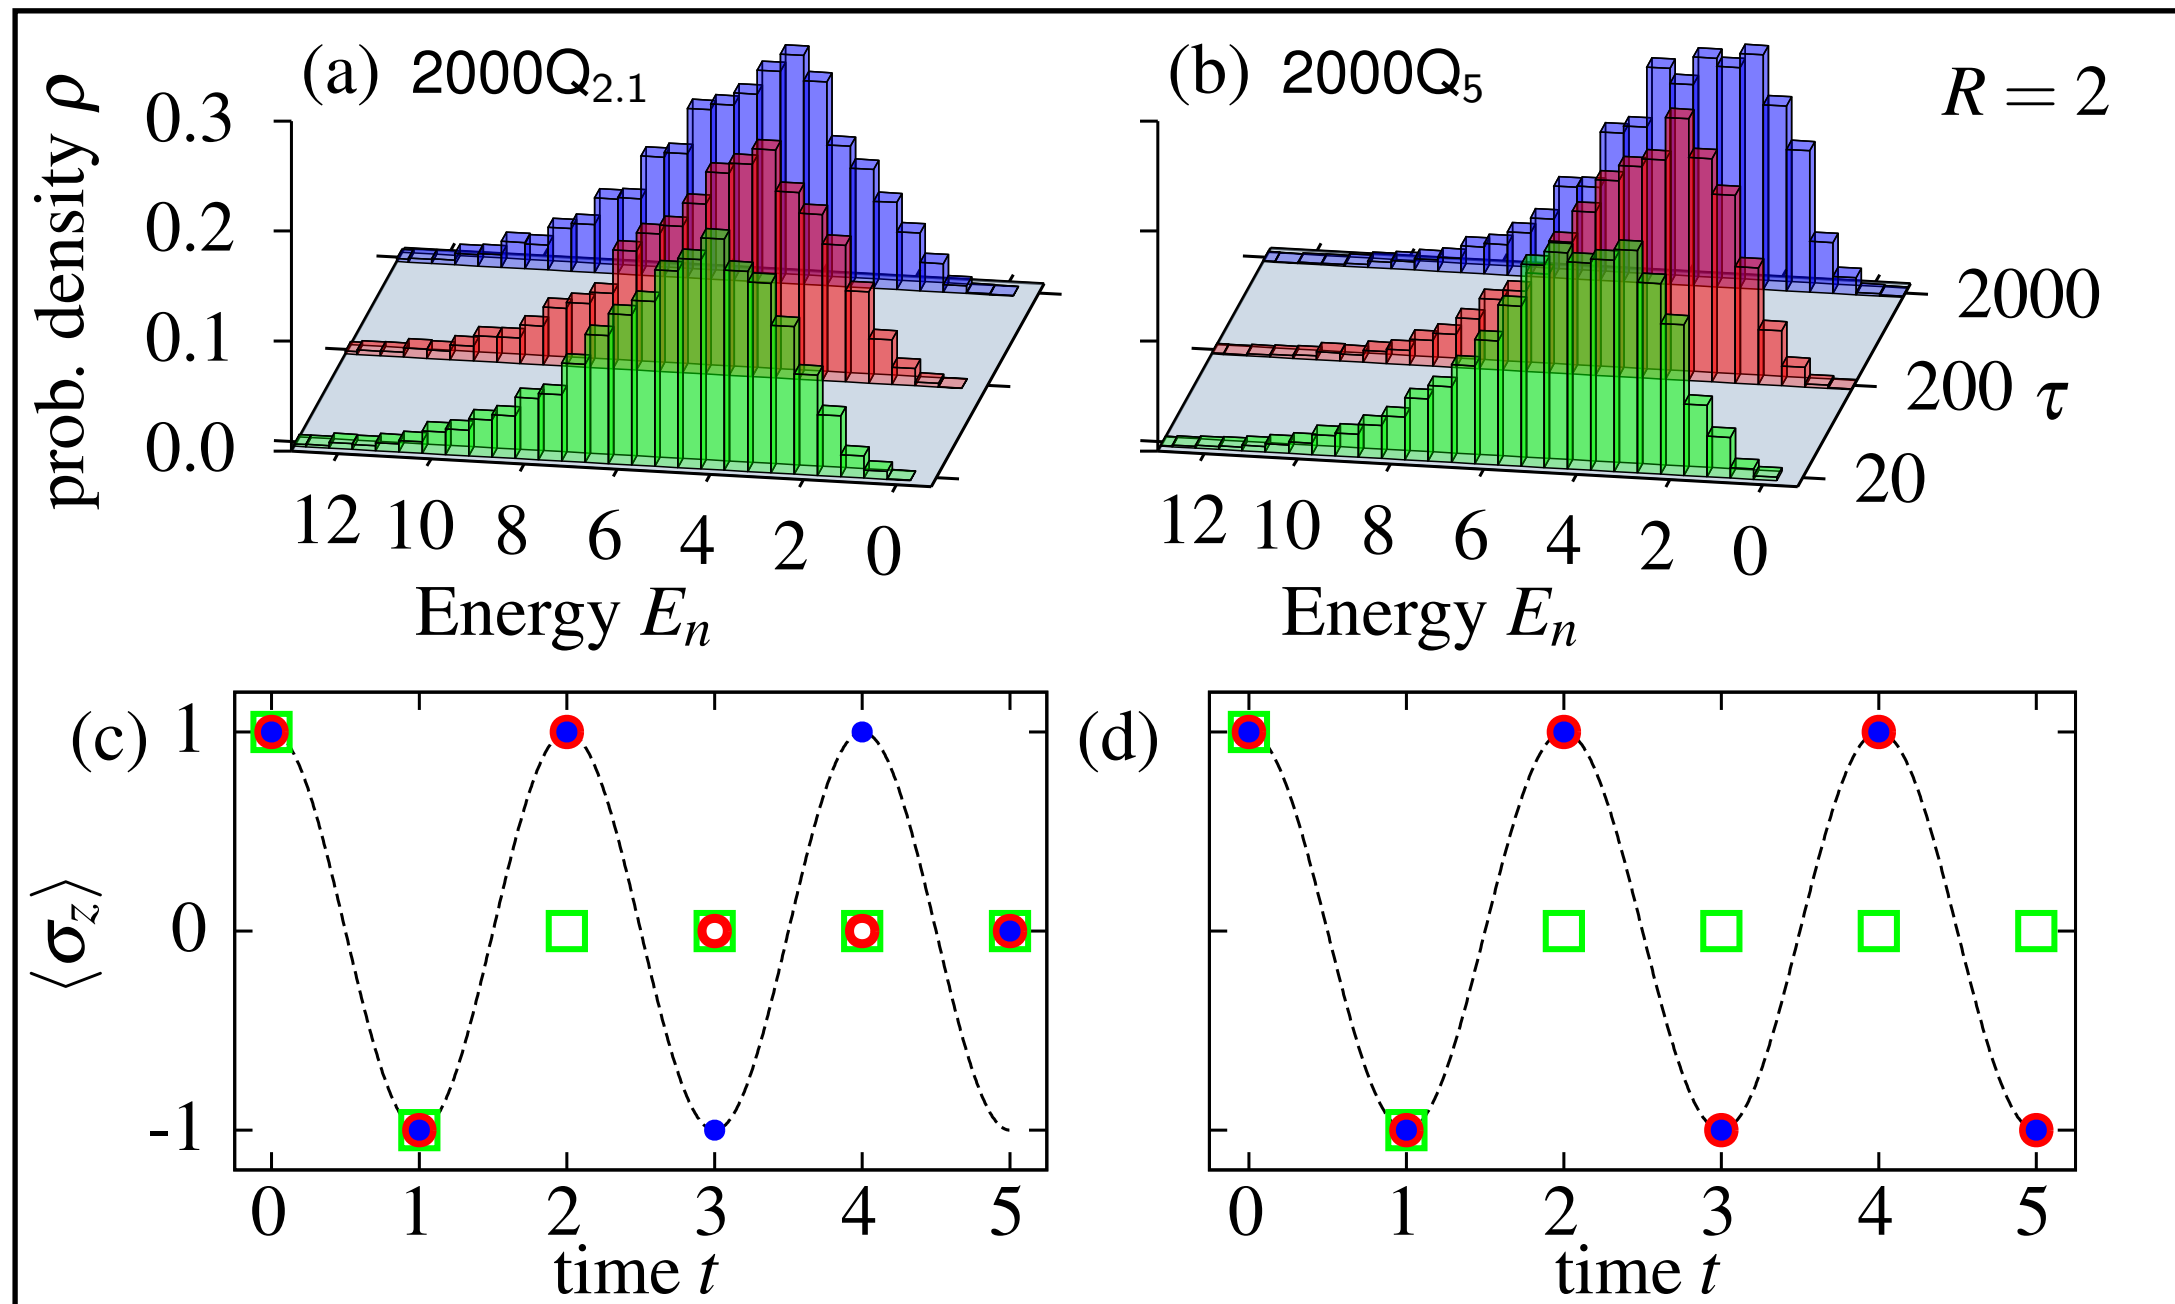 (a) 2000Q2.1
(b) 2000Q5
R = 2
prob. density ρ
0.3
0.2
0.1
0.0
12 10 8 6 4 2 0
Energy En
12 10 8 6 4 2 0
Energy En
2000
200 τ
20
(c)
⟨σz⟩
1
0
-1
0 1 2 3 4 5
time t
(d)
0 1 2 3 4 5
time t